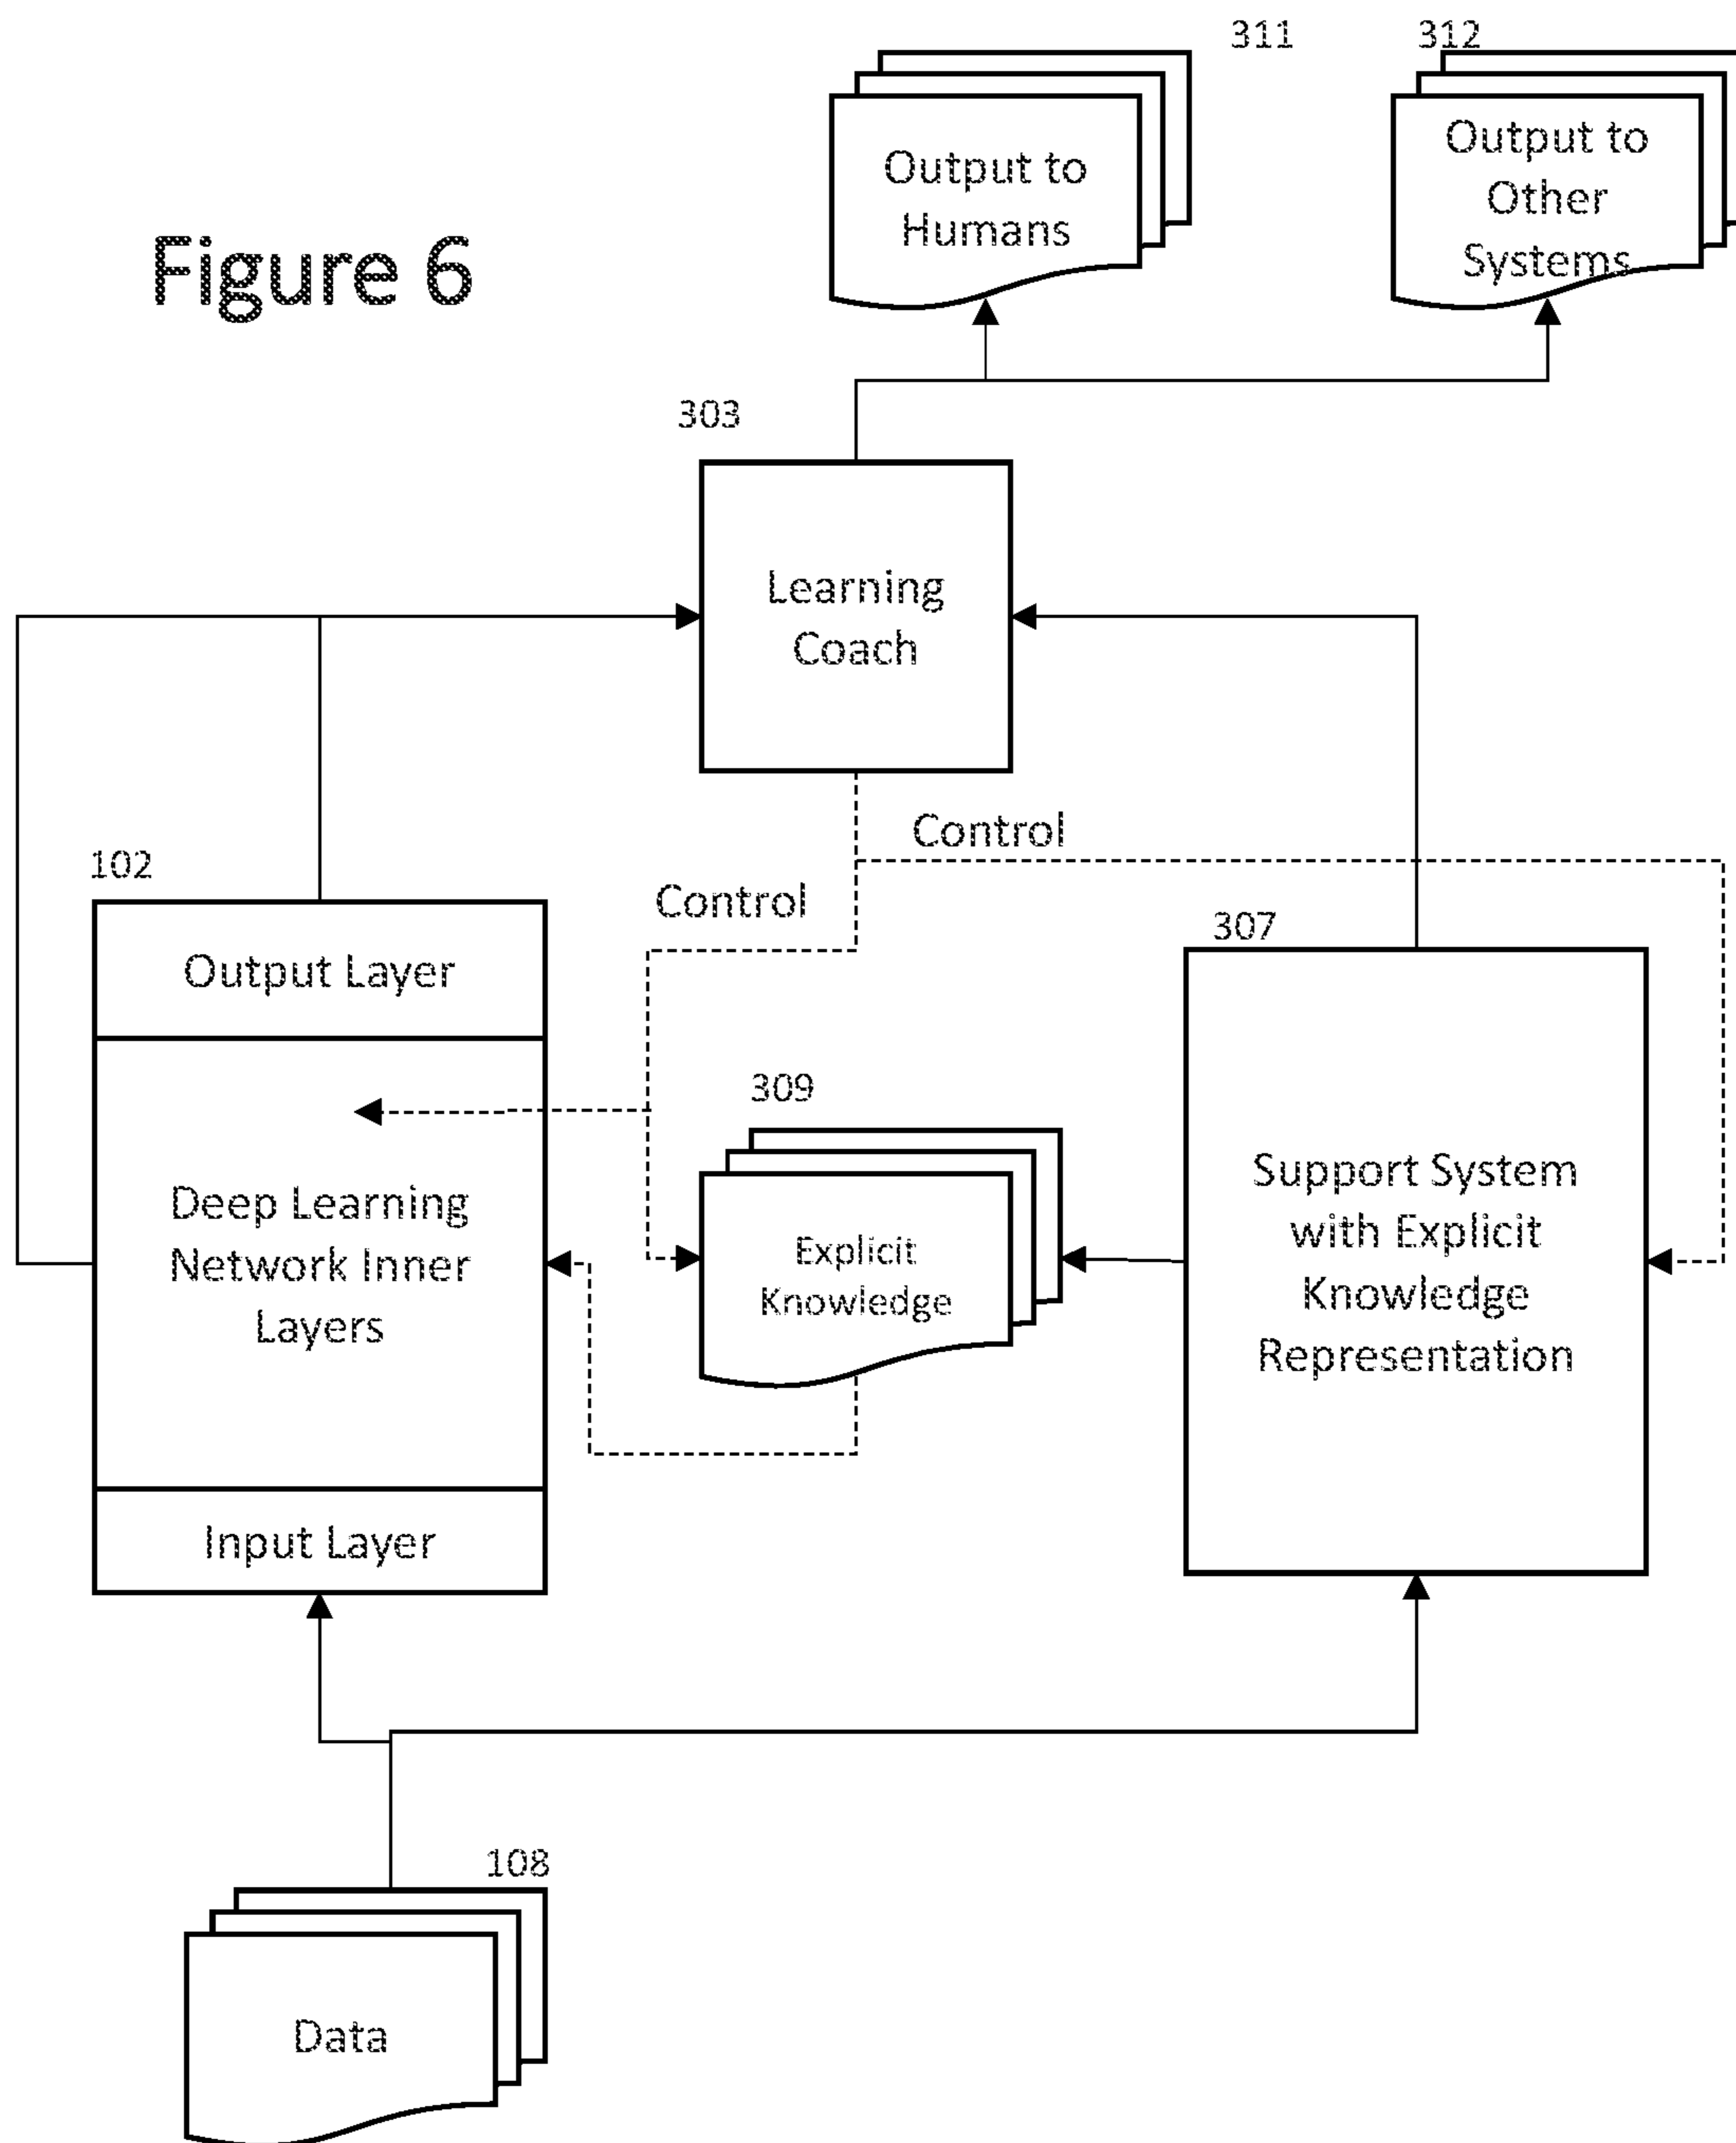 311
312
Output to
Humans
Output to
Other
Systems
Figure 6
303
Learning
Coach
Control
Control
102
307
Output Layer
309
Deep Learning
Network Inner
Layers
Explicit
Knowledge
Support System
with Explicit
Knowledge
Representation
Input Layer
108
Data